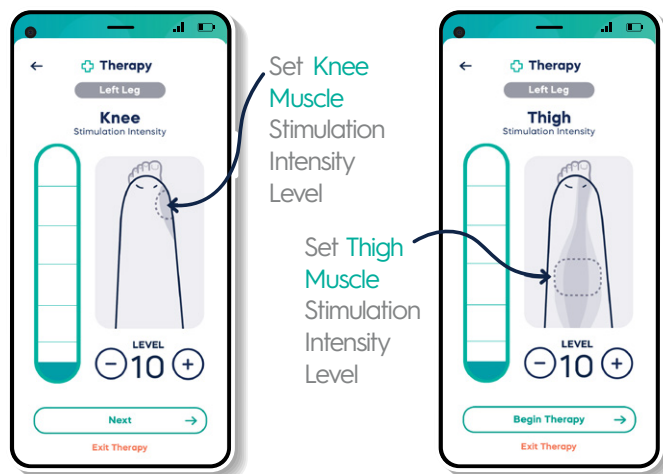 Therapy
Left Leg
Knee
Stimulation Intensity
LEVEL
10
Next
Exit Therapy
Set Knee
Muscle
Stimulation
Intensity
Level
Set Thigh
Muscle
Stimulation
Intensity
Level
Therapy
Left Leg
Thigh
Stimulation Intensity
LEVEL
10
Begin Therapy
Exit Therapy